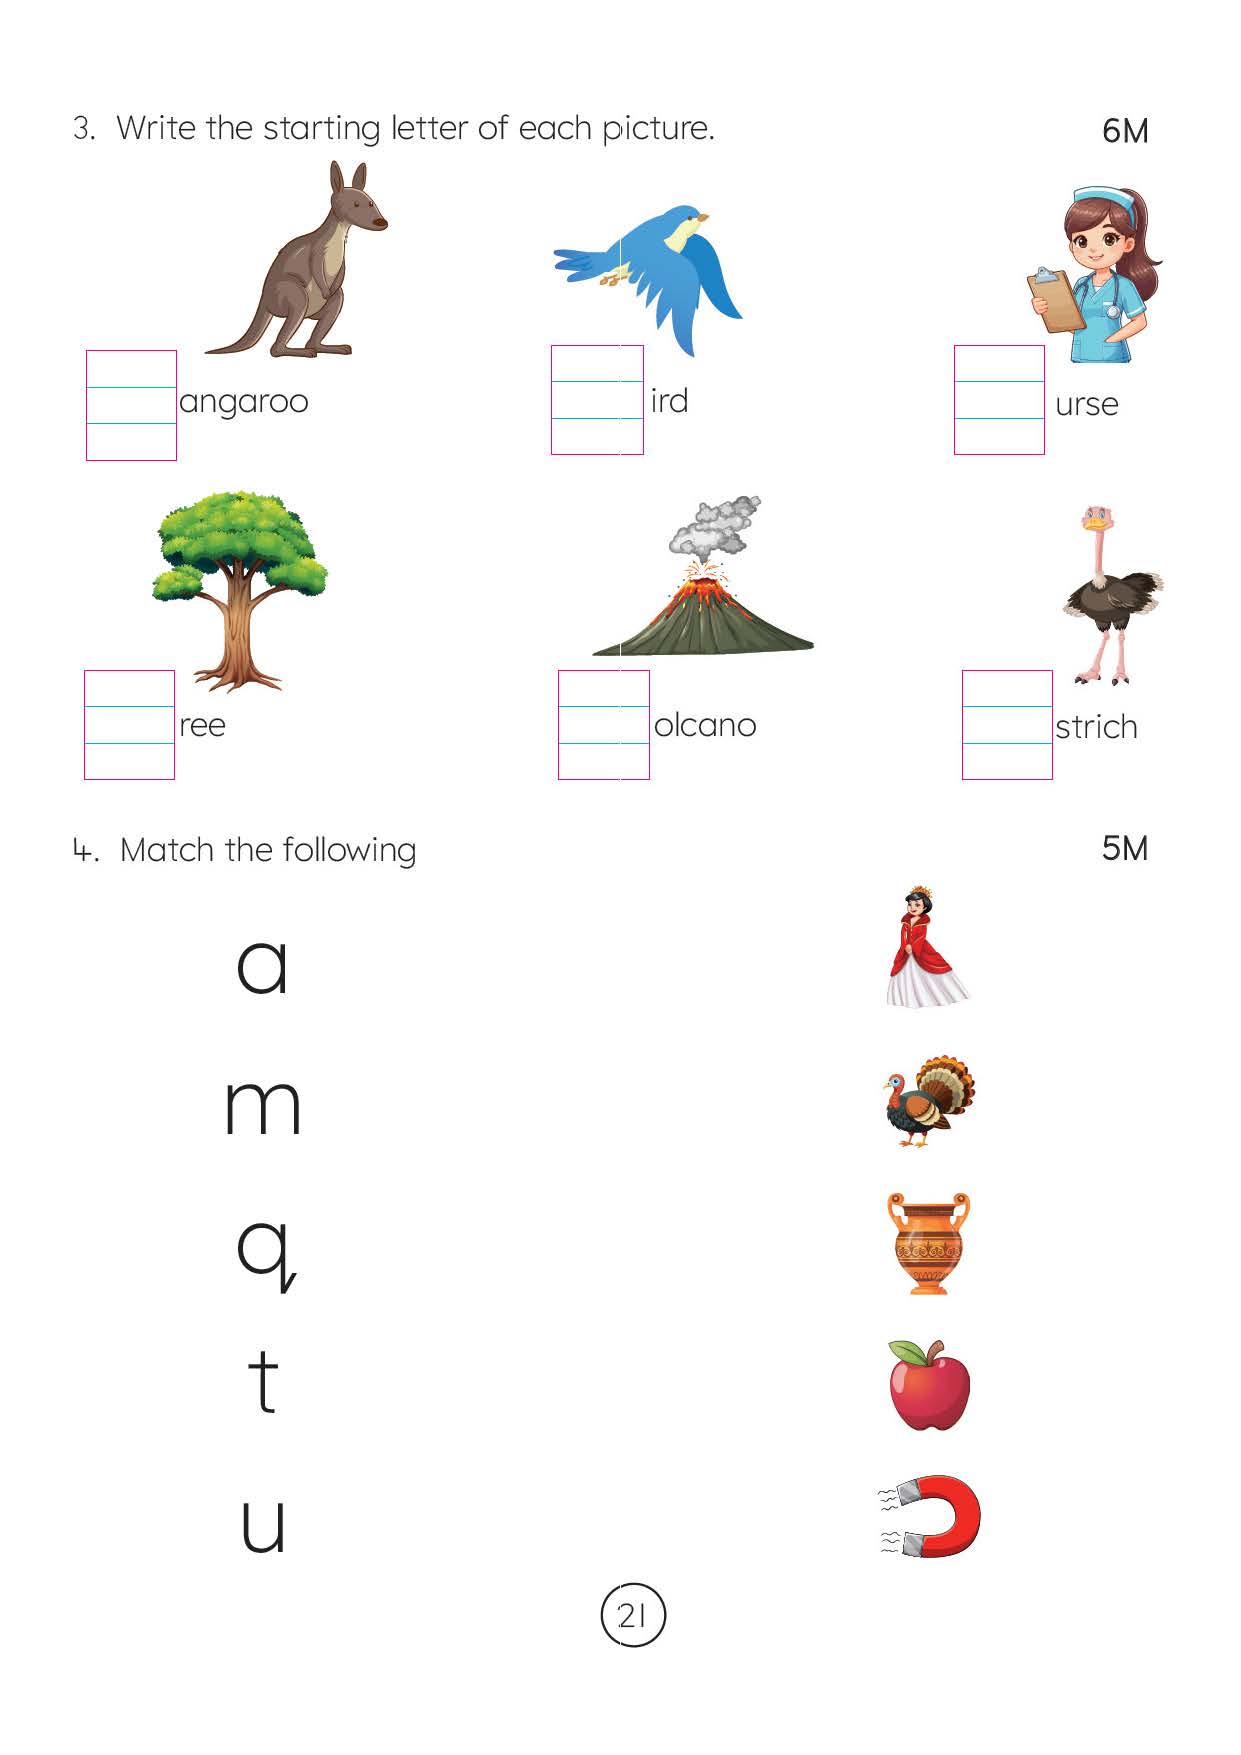 3. Write the starting letter of each picture. 6M
angaroo ird urse
ree olcano strich
4. Match the following 5M
a
m
q
t
u
21